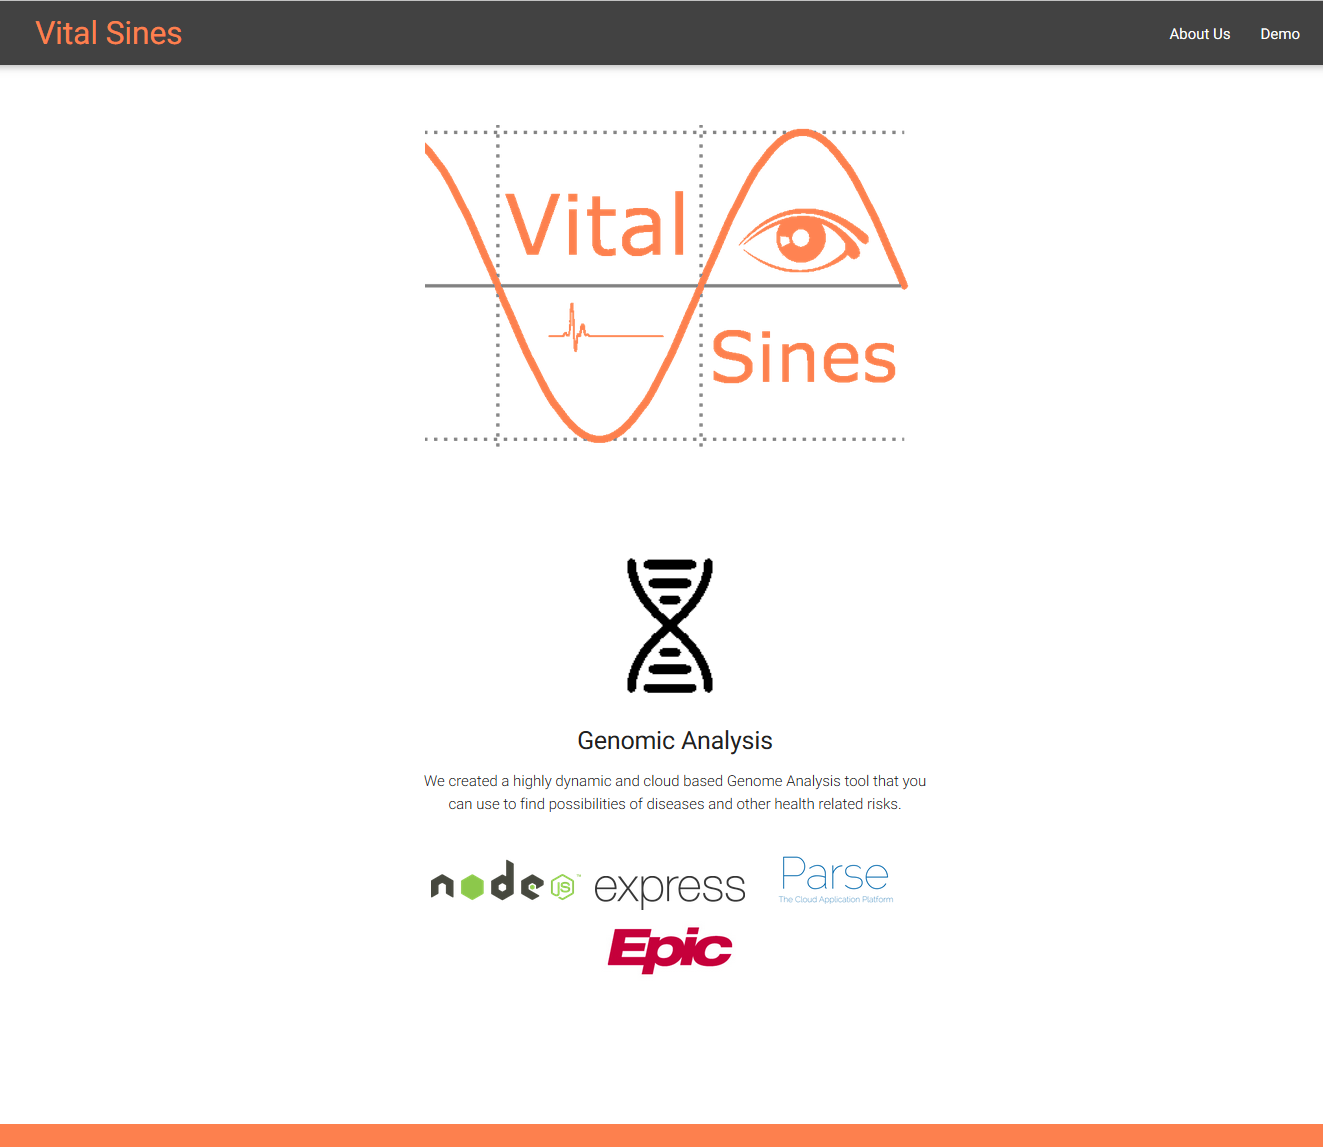 Vital Sines
About Us
Demo
Vital
Sines
Genomic Analysis
We created a highly dynamic and cloud based Genome Analysis tool that you
can use to find possibilities of diseases and other health related risks.
node JS ™
express
Parse
The Cloud Application Platform
Epic